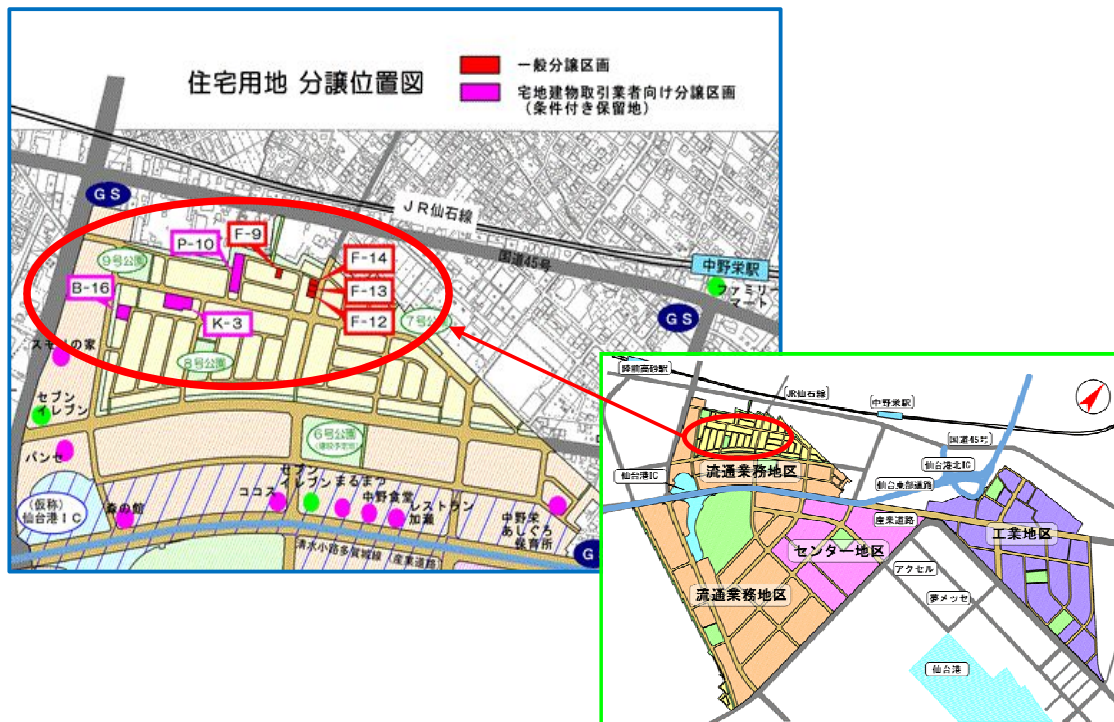 住宅用地 分譲位置図
一般分譲区画
宅地建物取引業者向け分譲区画
（条件付き保留地）
GS
JR仙石線
国道45号
中野栄駅
ファミリー
マート
GS
F-9
P-10
F-14
9号公園
F-13
B-16
F-12
K-3
7号公
8号公園
の家
セブン
イレブン
バンセ
6号公園
(仮称)
仙台港IC
森の館
ココス
セブン
イレブン
まるまつ
中野食堂
レストラン
加瀬
中野栄
あしぐろ
保育所
G
清水小路多賀城線 (産業道路)
陸前高砂駅
JR仙石線
中野栄駅
国道45号
仙台港IC
流通業務地区
仙台港北IC
仙台東部道路
産業道路
センター地区
工業地区
アクセル
夢メッセ
流通業務地区
仙台港